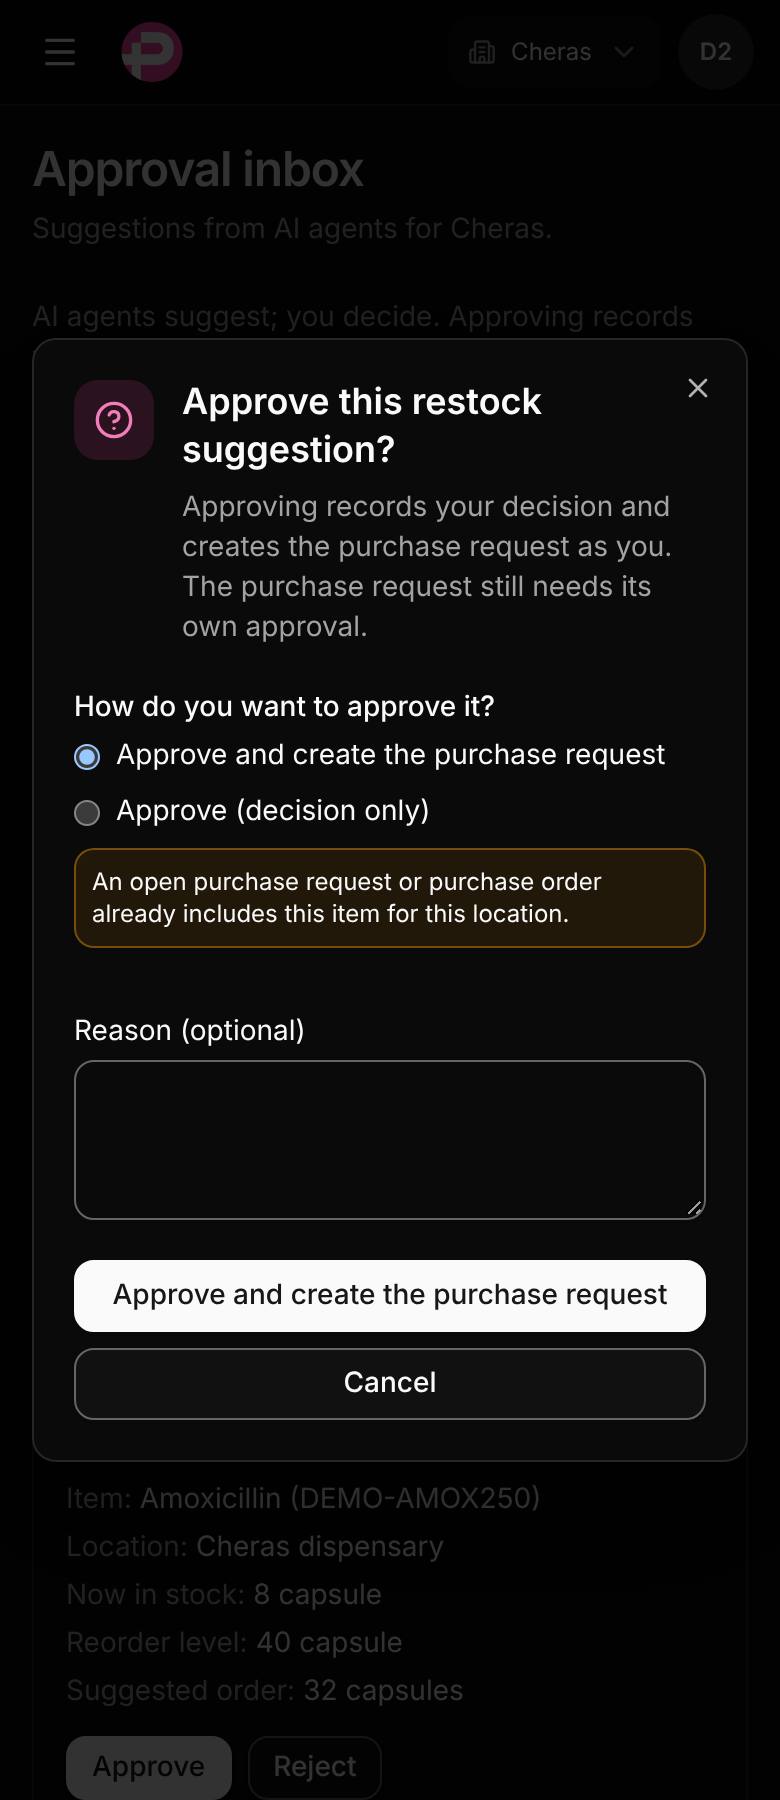 Cheras
D2
Approval inbox
Suggestions from AI agents for Cheras.
AI agents suggest; you decide. Approving records
Approve this restock
suggestion?
Approving records your decision and
creates the purchase request as you.
The purchase request still needs its
own approval.
How do you want to approve it?
Approve and create the purchase request
Approve (decision only)
An open purchase request or purchase order
already includes this item for this location.
Reason (optional)
Approve and create the purchase request
Cancel
Item: Amoxicillin (DEMO-AMOX250)
Location: Cheras dispensary
Now in stock: 8 capsule
Reorder level: 40 capsule
Suggested order: 32 capsules
Approve
Reject